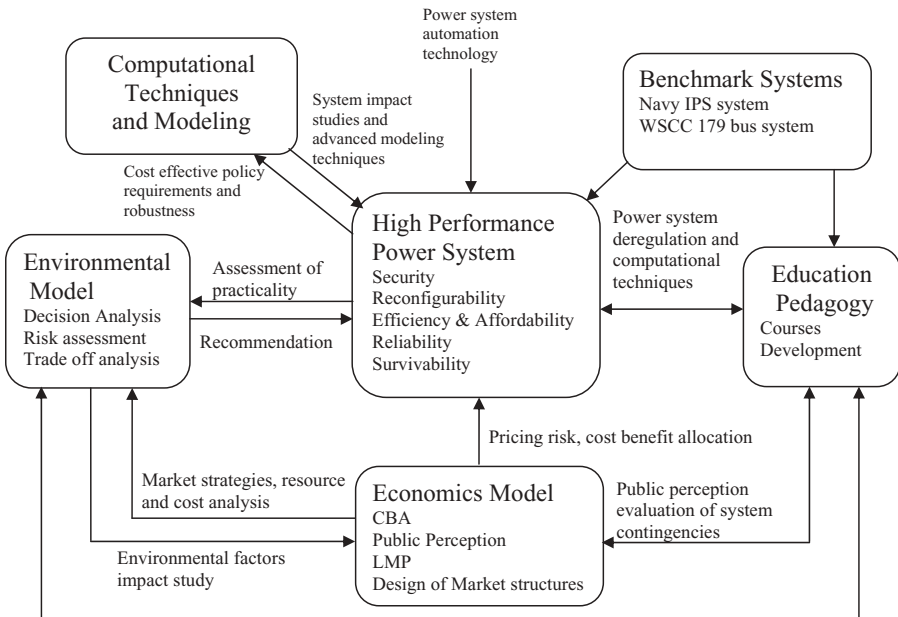 Power system
automation
technology
Computational
Techniques
and Modeling
System impact
studies and
advanced modeling
techniques
Benchmark Systems
Navy IPS system
WSCC 179 bus system
Cost effective policy
requirements and
robustness
High Performance
Power System
Security
Reconfigurability
Efficiency & Affordability
Reliability
Survivability
Power system
deregulation and
computational
techniques
Environmental
Model
Decision Analysis
Risk assessment
Trade off analysis
Assessment of
practicality
Recommendation
Education
Pedagogy
Courses
Development
Pricing risk, cost benefit allocation
Market strategies, resource
and cost analysis
Economics Model
CBA
Public Perception
LMP
Design of Market structures
Public perception
evaluation of system
contingencies
Environmental factors
impact study